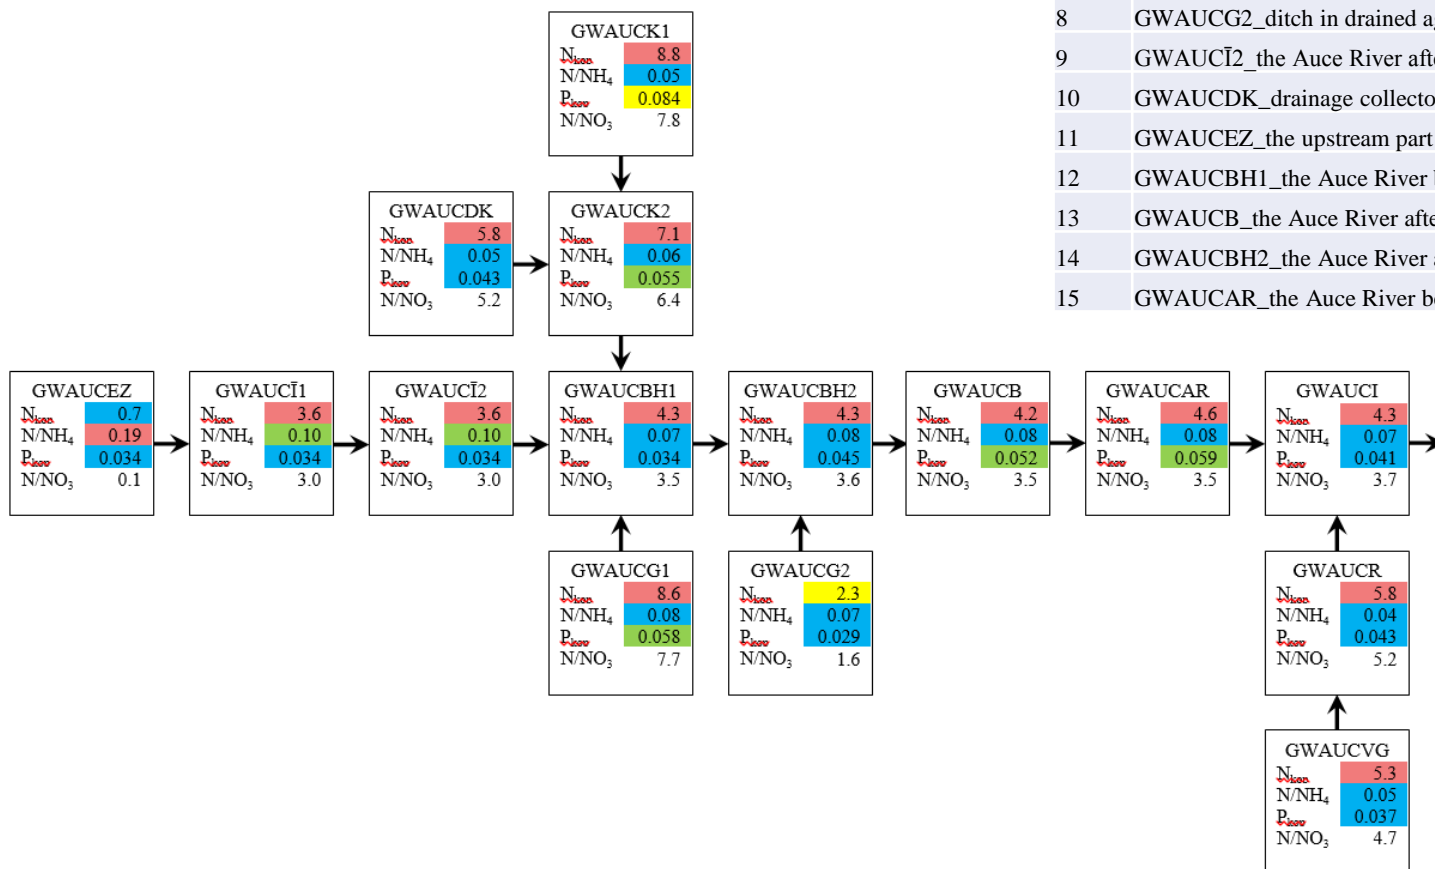 GWAUCK1
Nkop 8.8
N/NH4 0.05
Pkop 0.084
N/NO3 7.8
8 GWAUCG2_ditch in drained a
9 GWAUCĪ2_the Auce River aft
10 GWAUCDK_drainage collecto
11 GWAUCEZ_the upstream part
12 GWAUCBH1_the Auce River
13 GWAUCB_the Auce River afte
14 GWAUCBH2_the Auce River
15 GWAUCAR_the Auce River b
GWAUCDK
Nkop 5.8
N/NH4 0.05
Pkop 0.043
N/NO3 5.2
GWAUCK2
Nkop 7.1
N/NH4 0.06
Pkop 0.055
N/NO3 6.4
GWAUCEZ
Nkop 0.7
N/NH4 0.19
Pkop 0.034
N/NO3 0.1
GWAUCĪ1
Nkop 3.6
N/NH4 0.10
Pkop 0.034
N/NO3 3.0
GWAUCĪ2
Nkop 3.6
N/NH4 0.10
Pkop 0.034
N/NO3 3.0
GWAUCBH1
Nkop 4.3
N/NH4 0.07
Pkop 0.034
N/NO3 3.5
GWAUCBH2
Nkop 4.3
N/NH4 0.08
Pkop 0.045
N/NO3 3.6
GWAUCB
Nkop 4.2
N/NH4 0.08
Pkop 0.052
N/NO3 3.5
GWAUCAR
Nkop 4.6
N/NH4 0.08
Pkop 0.059
N/NO3 3.5
GWAUCI
Nkop 4.3
N/NH4 0.07
Pkop 0.041
N/NO3 3.7
GWAUCG1
Nkop 8.6
N/NH4 0.08
Pkop 0.058
N/NO3 7.7
GWAUCG2
Nkop 2.3
N/NH4 0.07
Pkop 0.029
N/NO3 1.6
GWAUCR
Nkop 5.8
N/NH4 0.04
Pkop 0.043
N/NO3 5.2
GWAUCVG
Nkop 5.3
N/NH4 0.05
Pkop 0.037
N/NO3 4.7